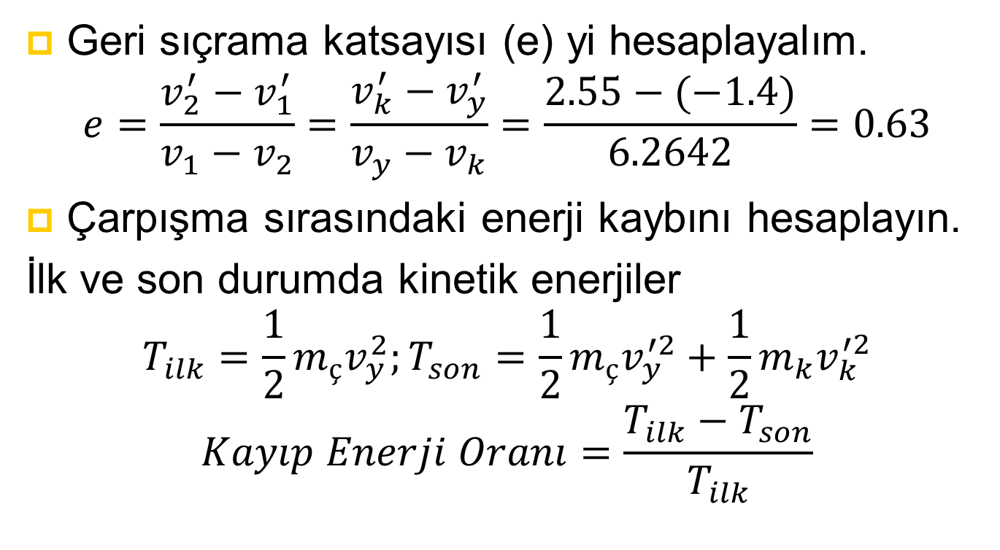 Geri sıçrama katsayısı (e) yi hesaplayalım.
e = \frac{v_2' - v_1'}{v_1 - v_2} = \frac{v_k' - v_y'}{v_y - v_k} = \frac{2.55 - (-1.4)}{6.2642} = 0.63
Çarpışma sırasındaki enerji kaybını hesaplayın.
İlk ve son durumda kinetik enerjiler
T_{ilk} = \frac{1}{2} m_ç v_y^2; T_{son} = \frac{1}{2} m_ç v_y'^2 + \frac{1}{2} m_k v_k'^2
Kayıp Enerji Oranı = \frac{T_{ilk} - T_{son}}{T_{ilk}}